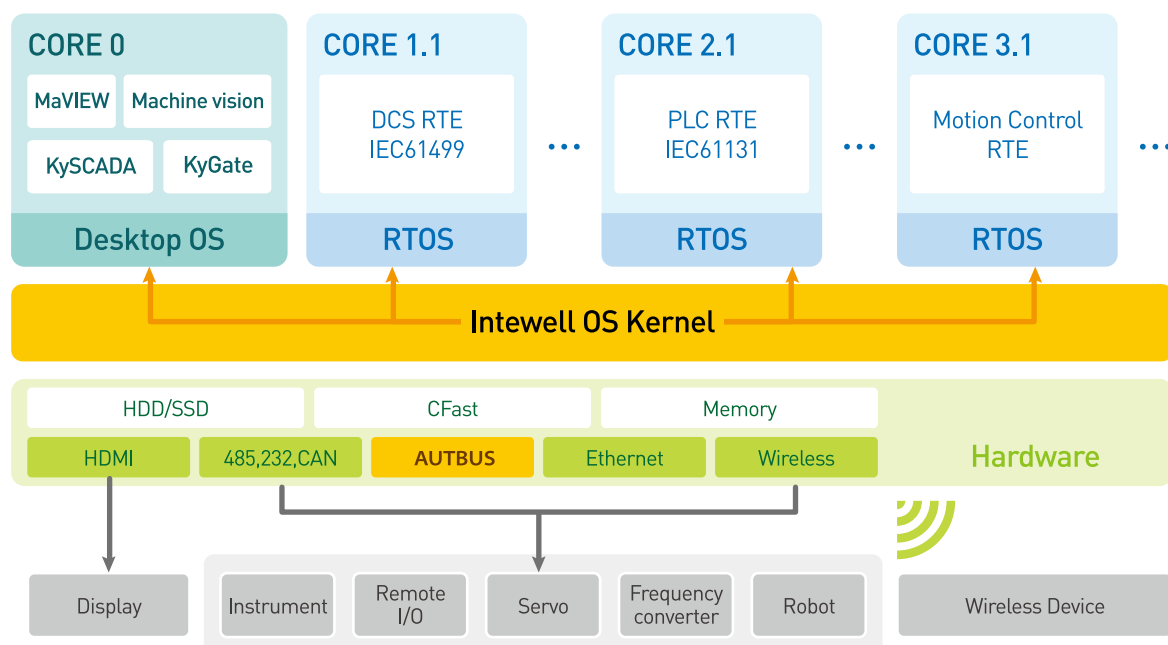 CORE 0
MaVIEW
Machine vision
KySCADA
KyGate
Desktop OS
CORE 1.1
DCS RTE
IEC61499
RTOS
...
CORE 2.1
PLC RTE
IEC61131
RTOS
...
CORE 3.1
Motion Control
RTE
RTOS
...
Intewell OS Kernel
HDD/SSD
CFast
Memory
HDMI
485,232,CAN
AUTBUS
Ethernet
Wireless
Hardware
Display
Instrument
Remote
I/O
Servo
Frequency
converter
Robot
Wireless Device